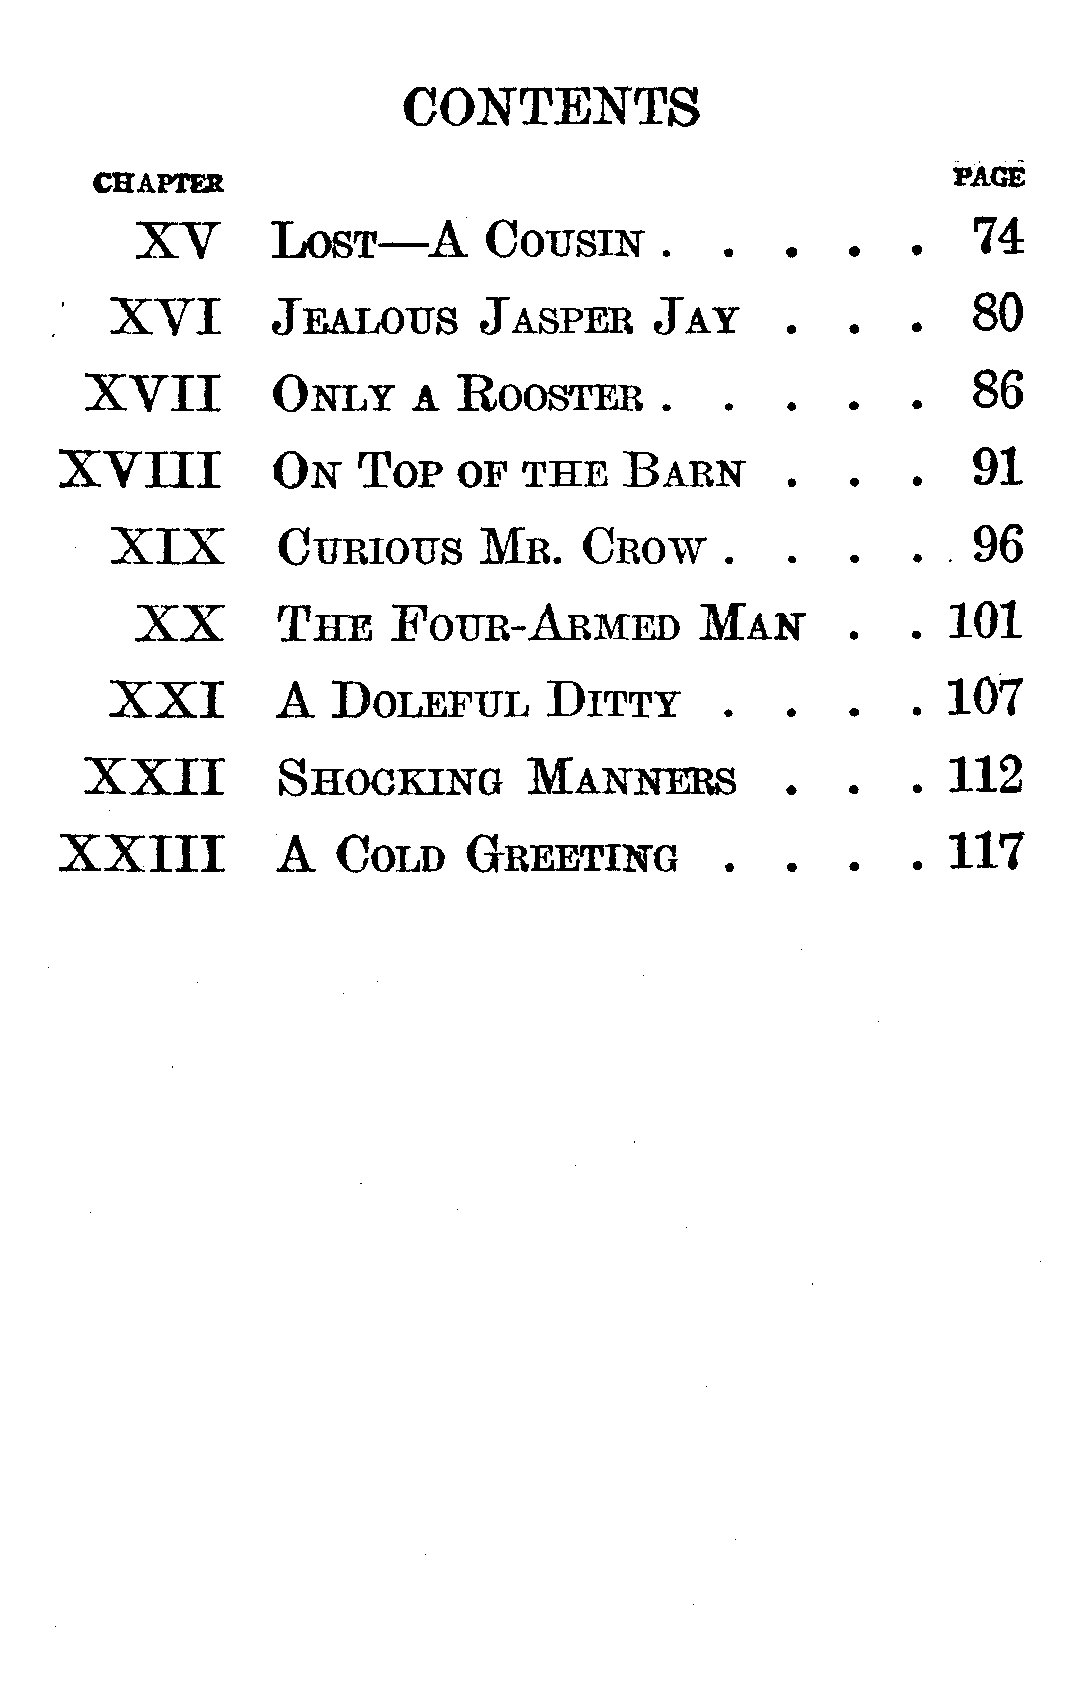 CONTENTS
CHAPTER PAGE
XV Lost—A Cousin . . . . . 74
XVI Jealous Jasper Jay . . . 80
XVII Only a Rooster . . . . . 86
XVIII On Top of the Barn . . . 91
XIX Curious Mr. Crow . . . . 96
XX The Four-Armed Man . . 101
XXI A Doleful Ditty . . . . 107
XXII Shocking Manners . . . 112
XXIII A Cold Greeting . . . . 117